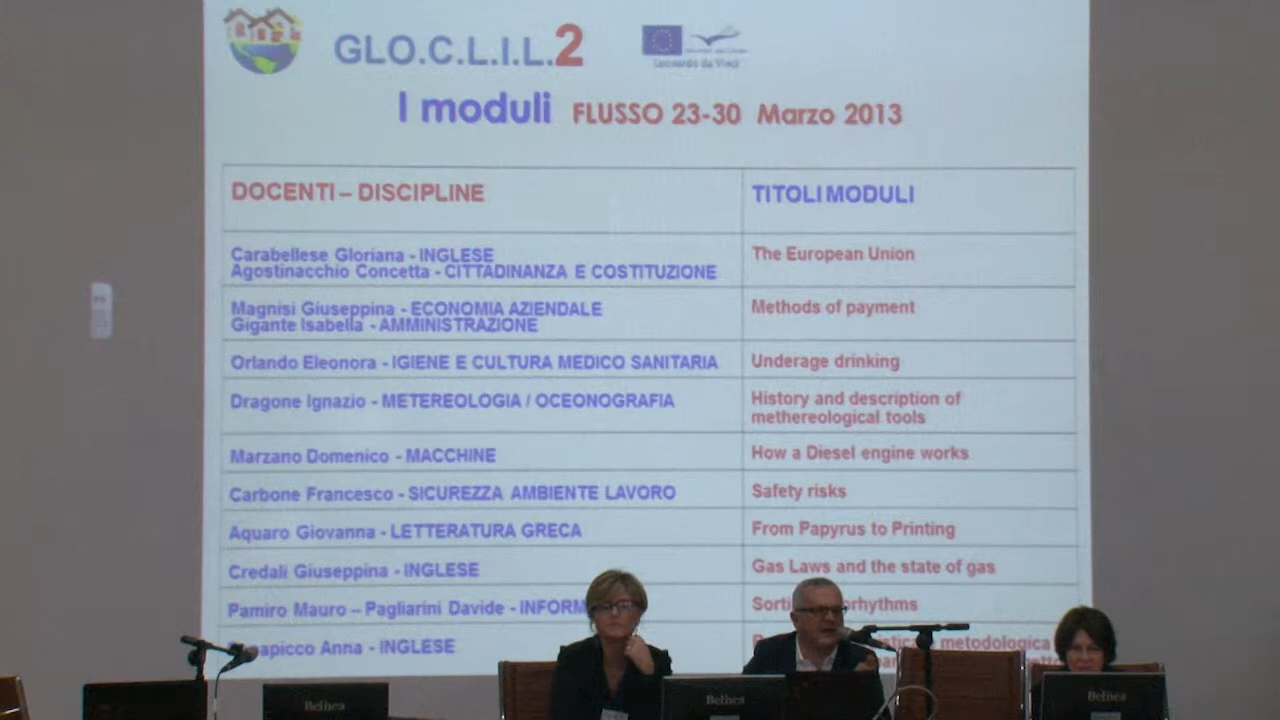 GLO.C.L.I.L.2
Leonardo da Vinci
I moduli FLUSSO 23-30 Marzo 2013
DOCENTI – DISCIPLINE
TITOLI MODULI
Carabellese Gloriana - INGLESE
Agostinacchio Concetta - CITTADINANZA E COSTITUZIONE
The European Union
Magnisi Giuseppina - ECONOMIA AZIENDALE
Gigante Isabella - AMMINISTRAZIONE
Methods of payment
Orlando Eleonora - IGIENE E CULTURA MEDICO SANITARIA
Underage drinking
Dragone Ignazio - METEREOLOGIA / OCEONOGRAFIA
History and description of
methereological tools
Marzano Domenico - MACCHINE
How a Diesel engine works
Carbone Francesco - SICUREZZA AMBIENTE LAVORO
Safety risks
Aquaro Giovanna - LETTERATURA GRECA
From Papyrus to Printing
Credali Giuseppina - INGLESE
Gas Laws and the state of gas
Pamiro Mauro – Pagliarini Davide - INFORM
Anna - INGLESE
metodologica
Belinea
Belinea
Belinea